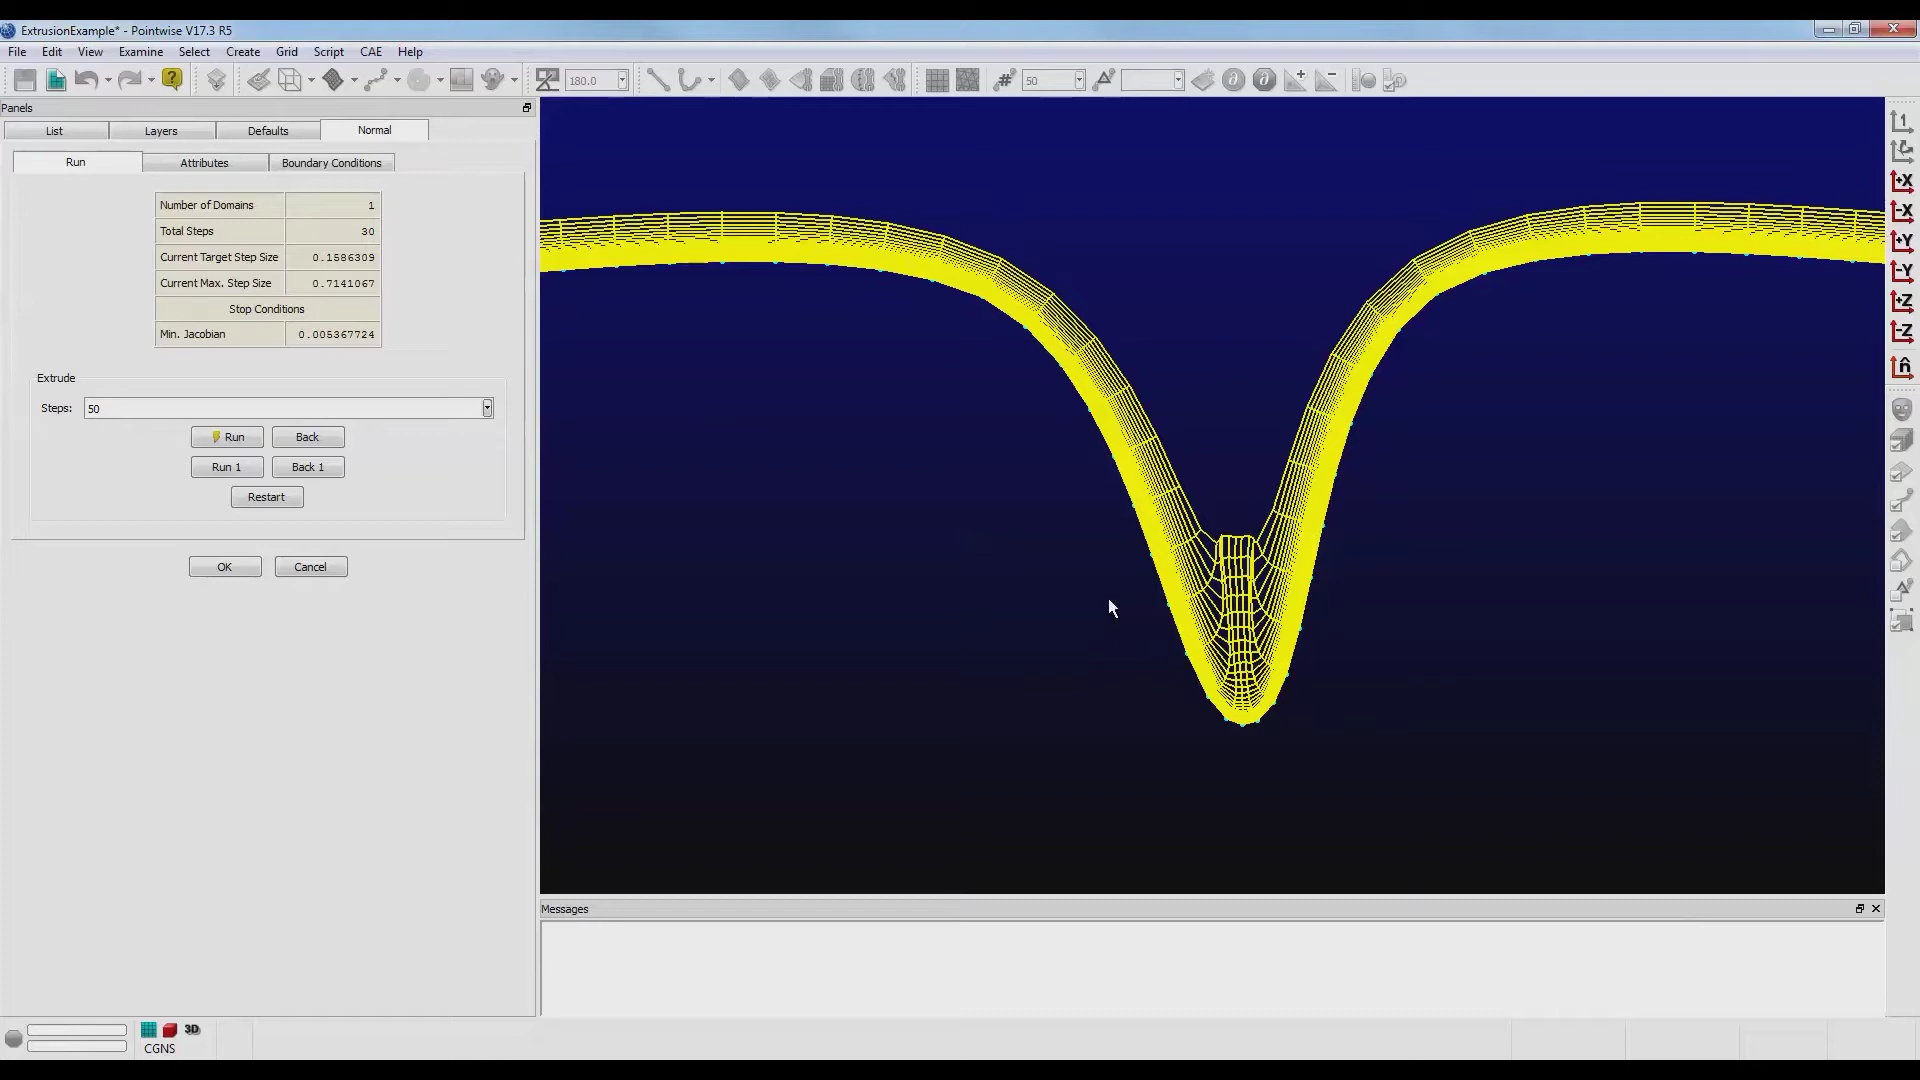 ExtrusionExample* - Pointwise V17.3 R5
File Edit View Examine Select Create Grid Script CAE Help
180.0 50
Panels
List Layers Defaults Normal
Run Attributes Boundary Conditions
Number of Domains 1
Total Steps 30
Current Target Step Size 0.1586309
Current Max. Step Size 0.7141067
Stop Conditions
Min. Jacobian 0.005367724
Extrude
Steps: 50
Run Back
Run 1 Back 1
Restart
OK Cancel
1
+X
-X
+Y
-Y
+Z
-Z
n̂
Messages
3D
CGNS